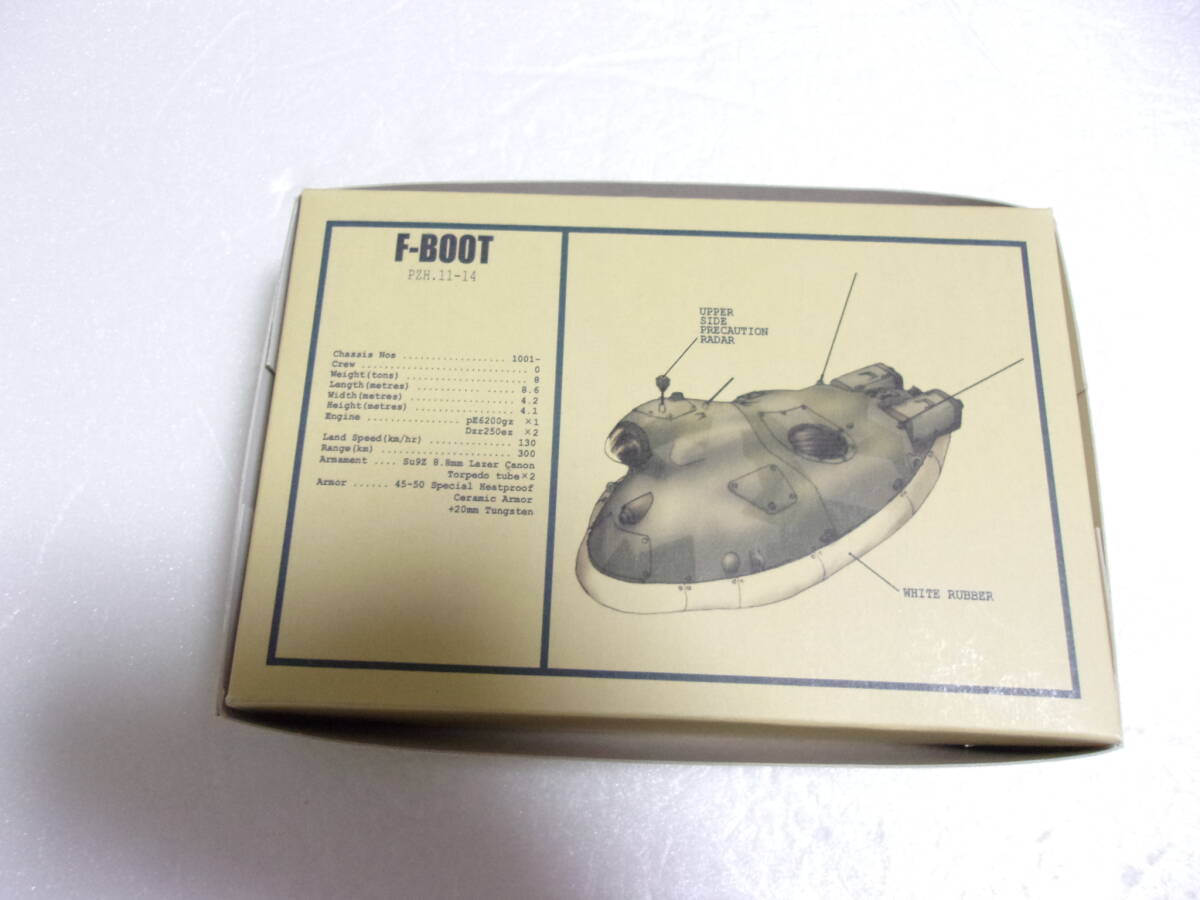 F-BOOT
PZH.11-14
Chassis Nos .................. 1001-
Crew ............................. 0
Weight(tons) ..................... 8
Length(metres) ................. 8.6
Width(metres) .................. 4.2
Height(metres) ................. 4.1
Engine ................ pE6200gz ×1
Dzr250ez ×2
Land Speed(km/hr) .............. 130
Range(km) ...................... 300
Armament .... Su9Z 8.8mm Lazer Canon
Torpedo tube×2
Armor ...... 45-50 Special Heatproof
Ceramic Armor
+20mm Tungsten
UPPER
SIDE
PRECAUTION
RADAR
WHITE RUBBER